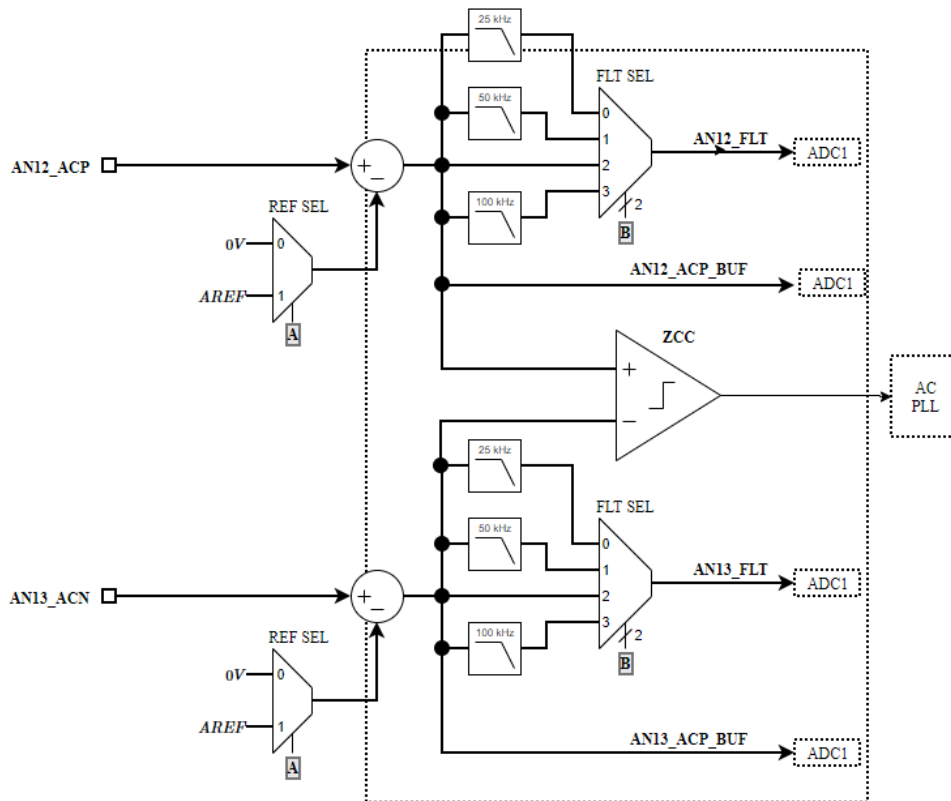 25 kHz
FLT SEL
0
50 kHz
1
AN12_FLT
ADC1
AN12_ACP
+
−
2
3
100 kHz
2
B
REF SEL
0V
0
AREF
1
A
AN12_ACP_BUF
ADC1
ZCC
+
−
AC
PLL
25 kHz
FLT SEL
0
50 kHz
1
AN13_FLT
ADC1
AN13_ACN
+
−
2
3
100 kHz
2
B
REF SEL
0V
0
AREF
1
A
AN13_ACP_BUF
ADC1